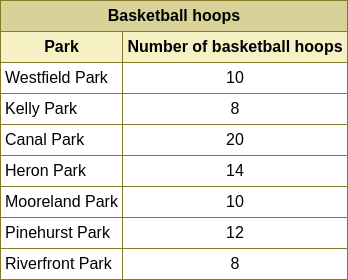 Basketball hoops
Park Number of basketball hoops
Westfield Park 10
Kelly Park 8
Canal Park 20
Heron Park 14
Mooreland Park 10
Pinehurst Park 12
Riverfront Park 8